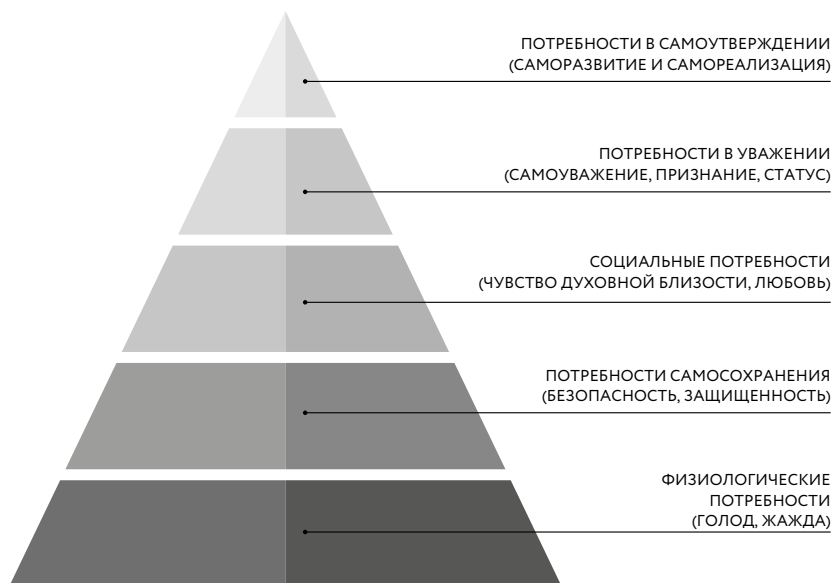 ПОТРЕБНОСТИ В САМОУТВЕРЖДЕНИИ
(САМОРАЗВИТИЕ И САМОРЕАЛИЗАЦИЯ)
ПОТРЕБНОСТИ В УВАЖЕНИИ
(САМОУВАЖЕНИЕ, ПРИЗНАНИЕ, СТАТУС)
СОЦИАЛЬНЫЕ ПОТРЕБНОСТИ
(ЧУВСТВО ДУХОВНОЙ БЛИЗОСТИ, ЛЮБОВЬ)
ПОТРЕБНОСТИ САМОСОХРАНЕНИЯ
(БЕЗОПАСНОСТЬ, ЗАЩИЩЕННОСТЬ)
ФИЗИОЛОГИЧЕСКИЕ
ПОТРЕБНОСТИ
(ГОЛОД, ЖАЖДА)